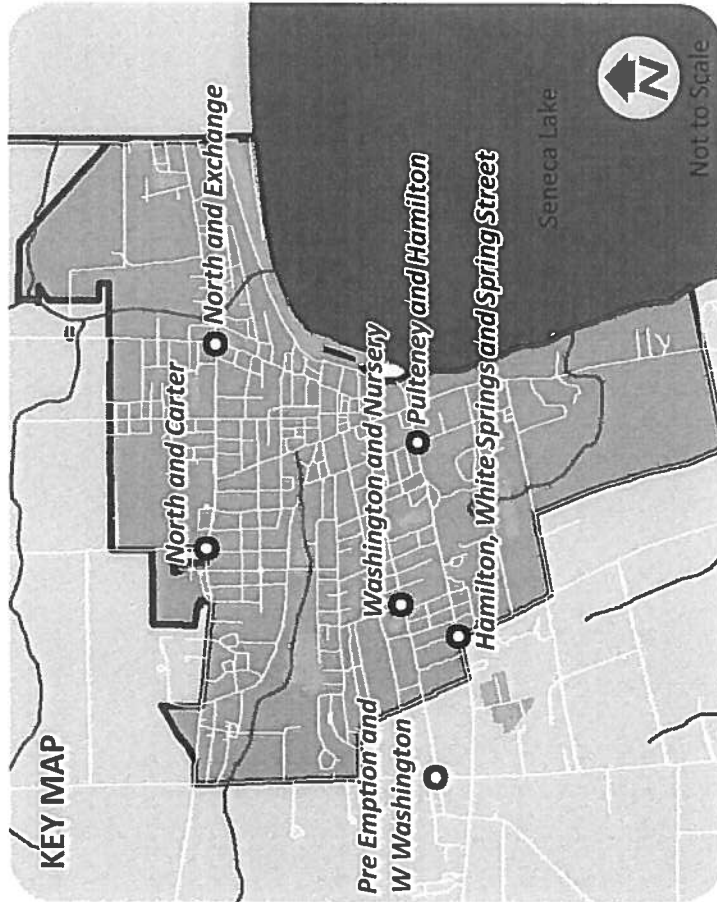 KEY MAP
North and Carter
North and Exchange
Pre Emption and
W Washington
Washington and Nursery
Pulteney and Hamilton
Hamilton, White Springs and Spring Street
Seneca Lake
N
Not to Scale